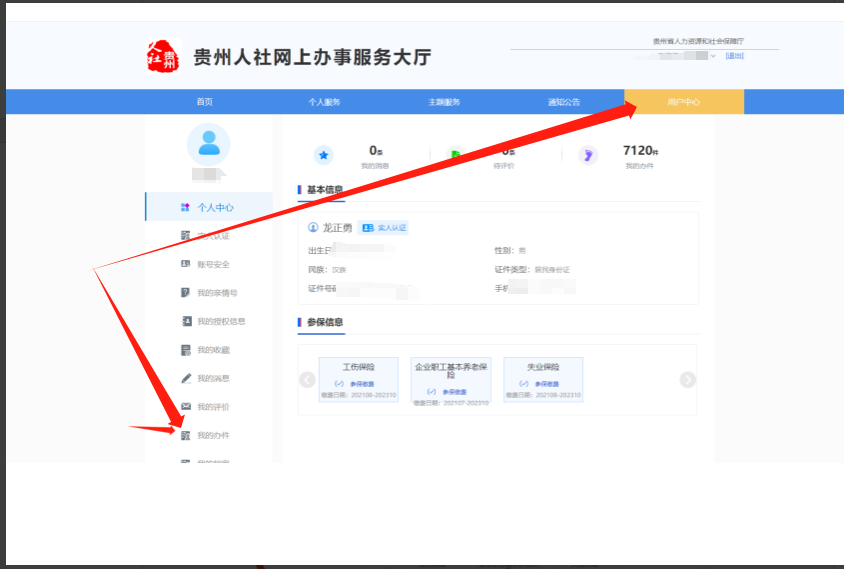 贵州省人力资源和社会保障厅
贵州人社网上办事服务大厅
[退出]
首页 个人服务 主题服务 通知公告 用户中心
0条 7120件
我的消息 待评价 我的办件
基本信息
个人中心
龙正勇 实人认证
实人认证
出生日 性别：男
账号安全
民族：汉族 证件类型：居民身份证
我的亲情号
证件号码 手机
我的授权信息
参保信息
我的收藏
工伤保险 企业职工基本养老保险 失业保险
我的消息
参保缴费 参保缴费 参保缴费
缴费日期：202108-202310 缴费日期：202107-202310 缴费日期：202108-202310
我的评价
我的办件